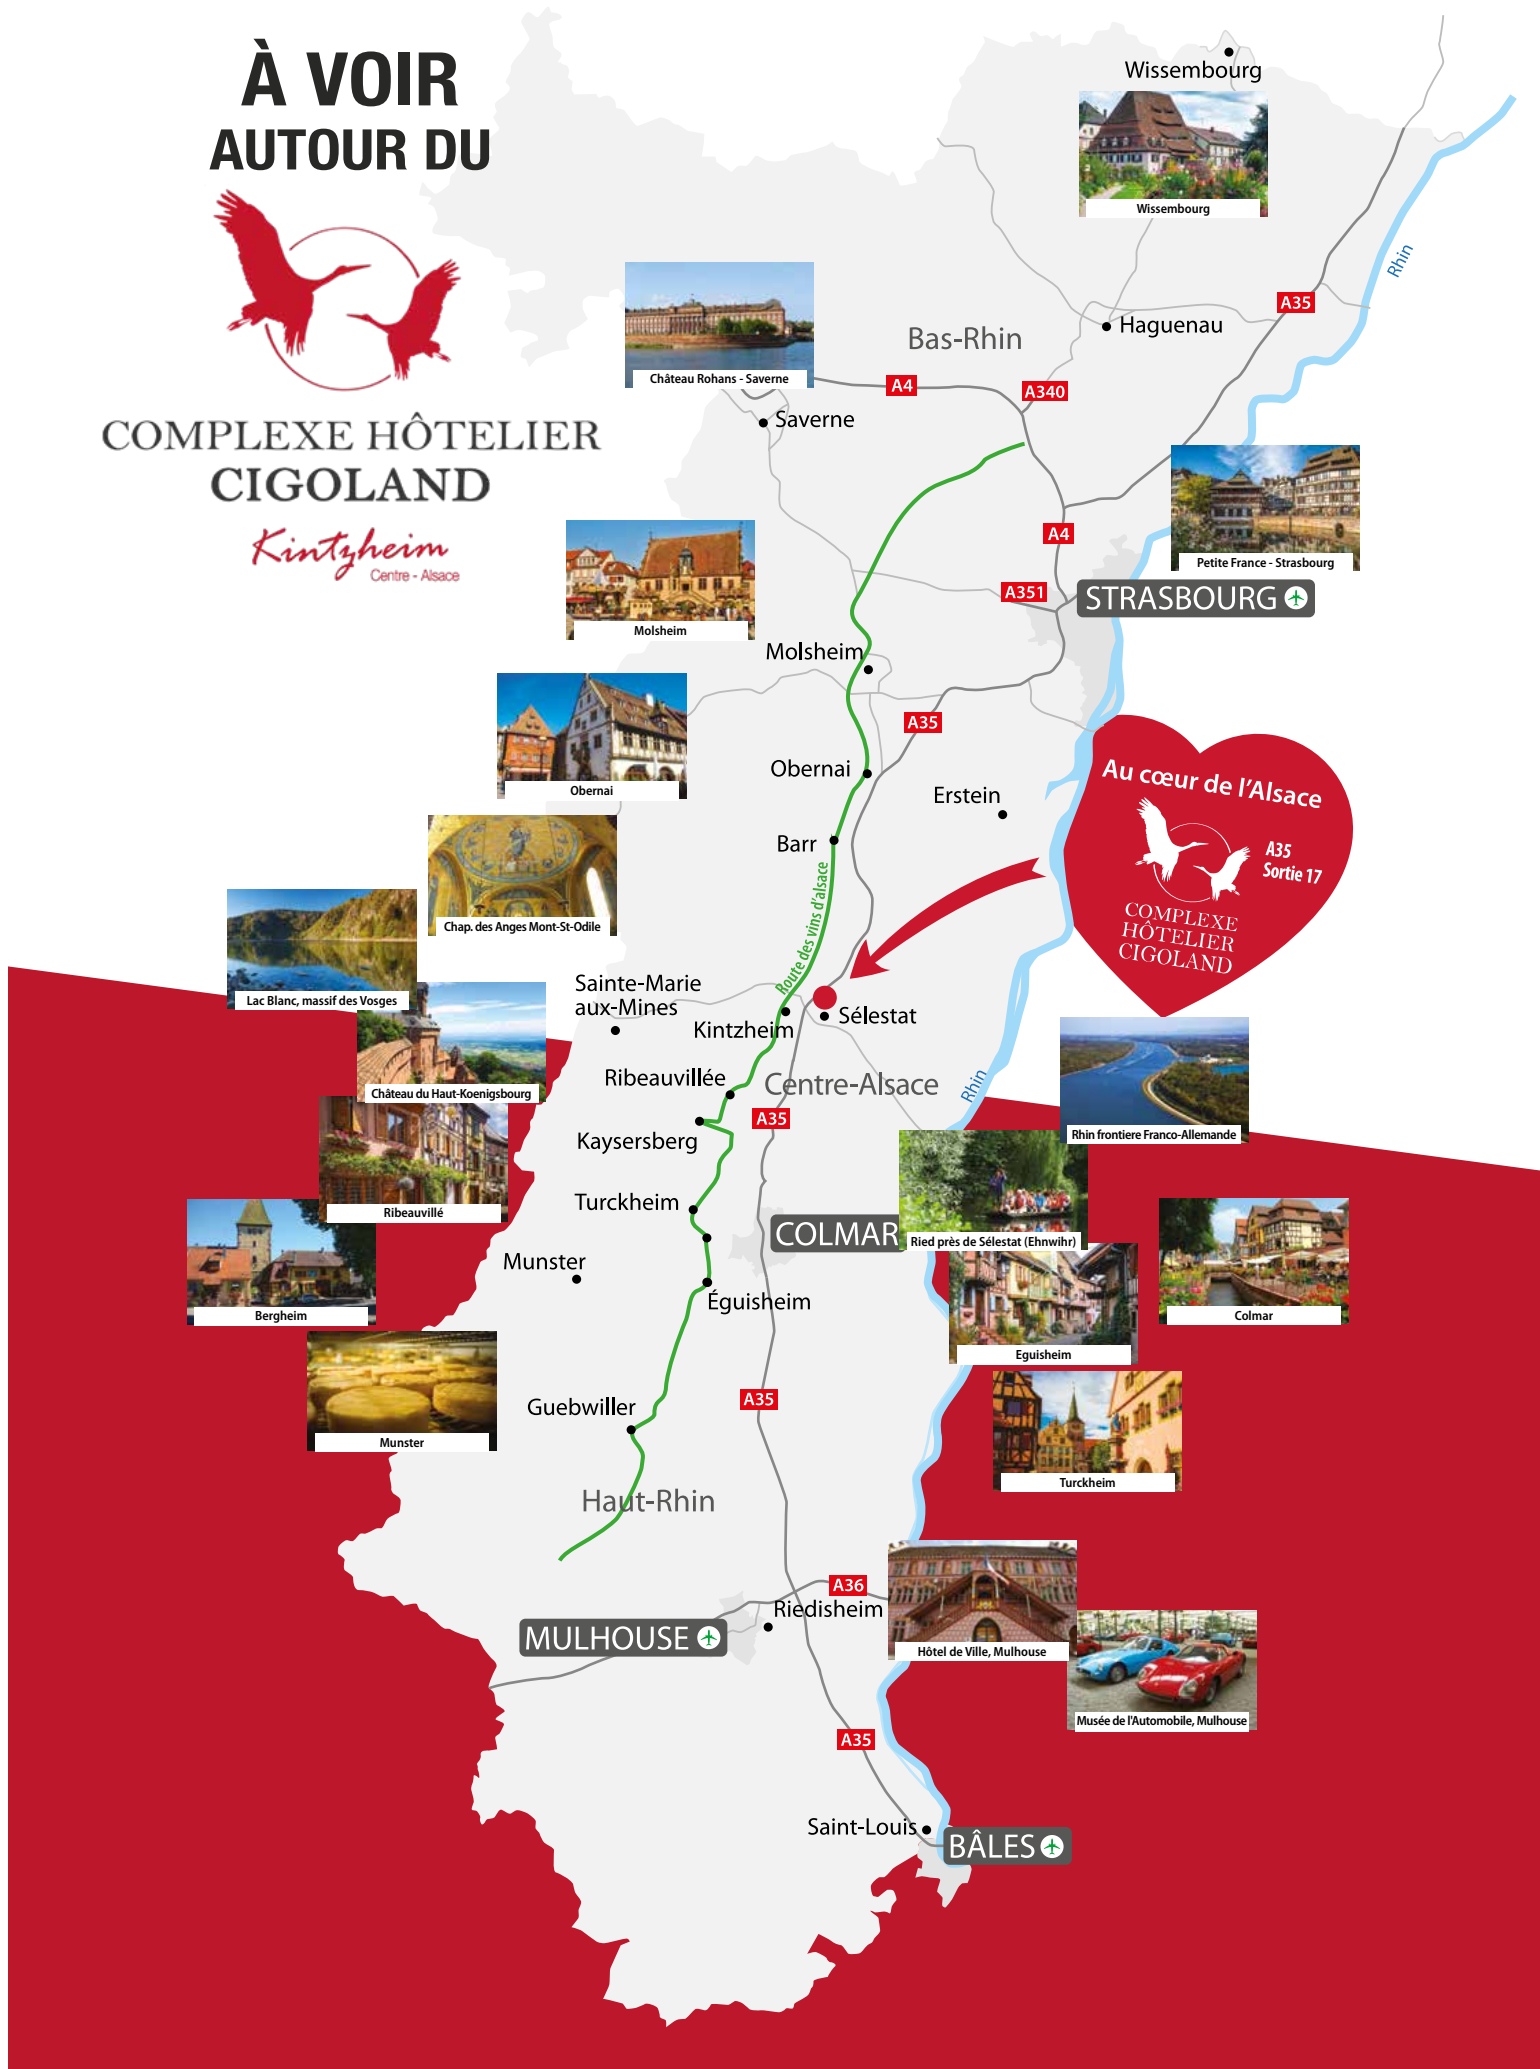 À VOIR
AUTOUR DU
COMPLEXE HÔTELIER
CIGOLAND
Kintzheim
Centre - Alsace
Wissembourg
Wissembourg
Rhin
A35
Haguenau
Bas-Rhin
Château Rohans - Saverne
A4
A340
Saverne
A4
Petite France - Strasbourg
STRASBOURG
A351
Molsheim
Molsheim
A35
Obernai
Obernai
Erstein
Barr
Au cœur de l'Alsace
A35
Sortie 17
COMPLEXE
HÔTELIER
CIGOLAND
Route des vins d'alsace
Chap. des Anges Mont-St-Odile
Lac Blanc, massif des Vosges
Sainte-Marie
aux-Mines
Kintzheim
Sélestat
Château du Haut-Koenigsbourg
Ribeauvillée
Centre-Alsace
Rhin
A35
Rhin frontiere Franco-Allemande
Kaysersberg
Ribeauvillé
Turckheim
COLMAR
Ried près de Sélestat (Ehnwihr)
Munster
Éguisheim
Bergheim
Colmar
Eguisheim
A35
Guebwiller
Munster
Turckheim
Haut-Rhin
A36
Riedisheim
MULHOUSE
Hôtel de Ville, Mulhouse
Musée de l'Automobile, Mulhouse
A35
Saint-Louis
BÂLES